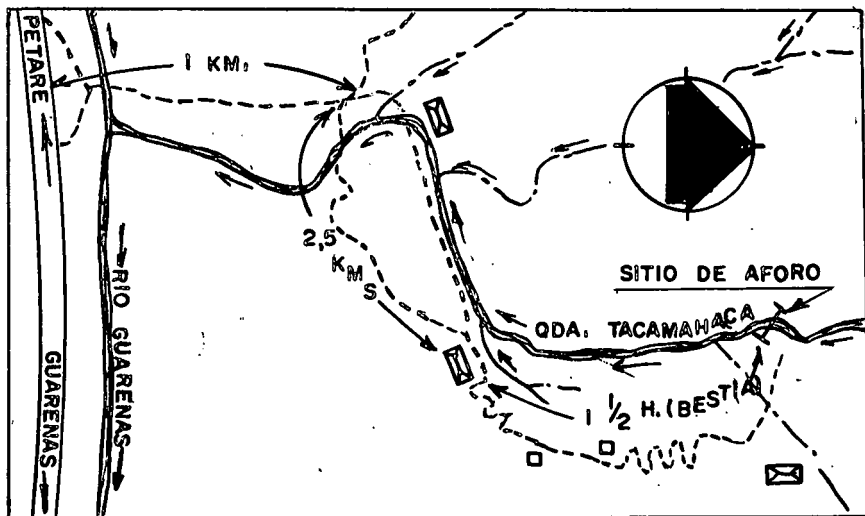 PETARE
1 KM.
2,5 KMS
SITIO DE AFORO
QDA. TACAMAHACA
1 1/2 H. (BESTIA)
RIO GUARENAS
GUARENAS